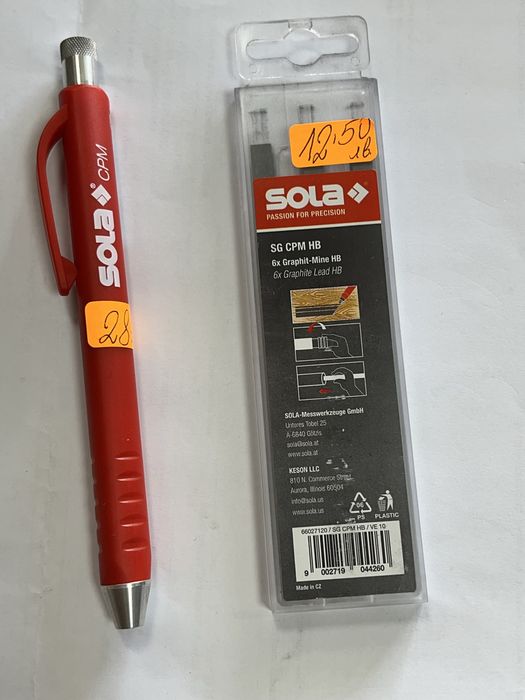 SOLA CPM
28
12.50
лв.
SOLA
PASSION FOR PRECISION
SG CPM HB
6x Graphit-Mine HB
6x Graphite Lead HB
SOLA-Messwerkzeuge GmbH
Unteres Tobel 25
A-6840 Götzis
sola@sola.at
www.sola.at
KESON LLC
810 N. Commerce
Aurora, Illinois 60504
info@sola.us
www.sola.us
06
PS
PLASTIC
66027120 / SG CPM HB / VE 10
9 002719 044260
Made in CZ